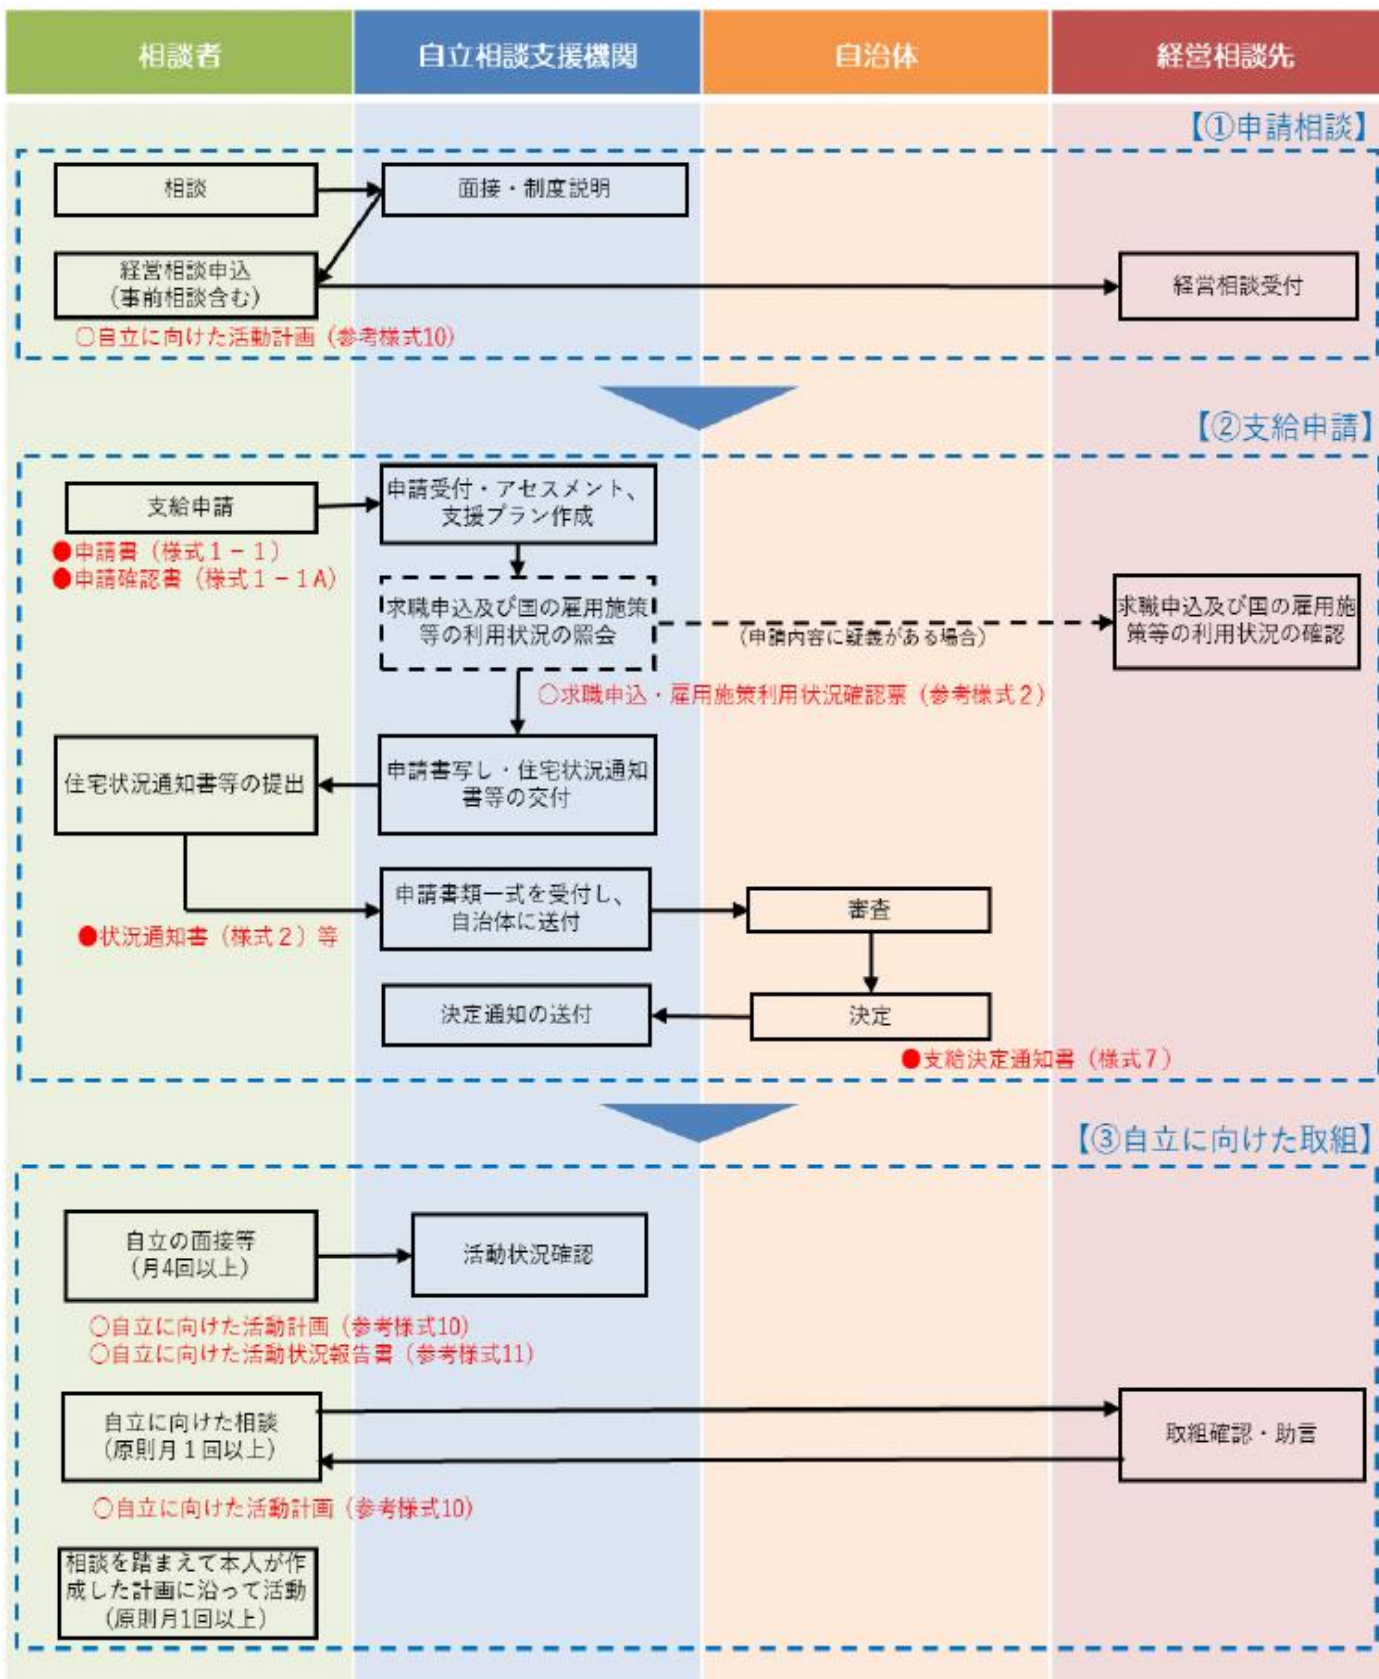 相談者
自立相談支援機関
自治体
経営相談先
【①申請相談】
相談
面接・制度説明
経営相談申込
(事前相談含む)
経営相談受付
○自立に向けた活動計画（参考様式10）
【②支給申請】
支給申請
申請受付・アセスメント、
支援プラン作成
●申請書（様式１－１）
●申請確認書（様式１－１A）
求職申込及び国の雇用施策
等の利用状況の照会
(申請内容に疑義がある場合)
求職申込及び国の雇用施
策等の利用状況の確認
○求職申込・雇用施策利用状況確認票（参考様式２）
住宅状況通知書等の提出
申請書写し・住宅状況通知
書等の交付
申請書類一式を受付し、
自治体に送付
審査
●状況通知書（様式２）等
決定通知の送付
決定
●支給決定通知書（様式７）
【③自立に向けた取組】
自立の面接等
(月4回以上)
活動状況確認
○自立に向けた活動計画（参考様式10）
○自立に向けた活動状況報告書（参考様式11）
自立に向けた相談
(原則月１回以上)
取組確認・助言
○自立に向けた活動計画（参考様式10）
相談を踏まえて本人が作
成した計画に沿って活動
(原則月1回以上)